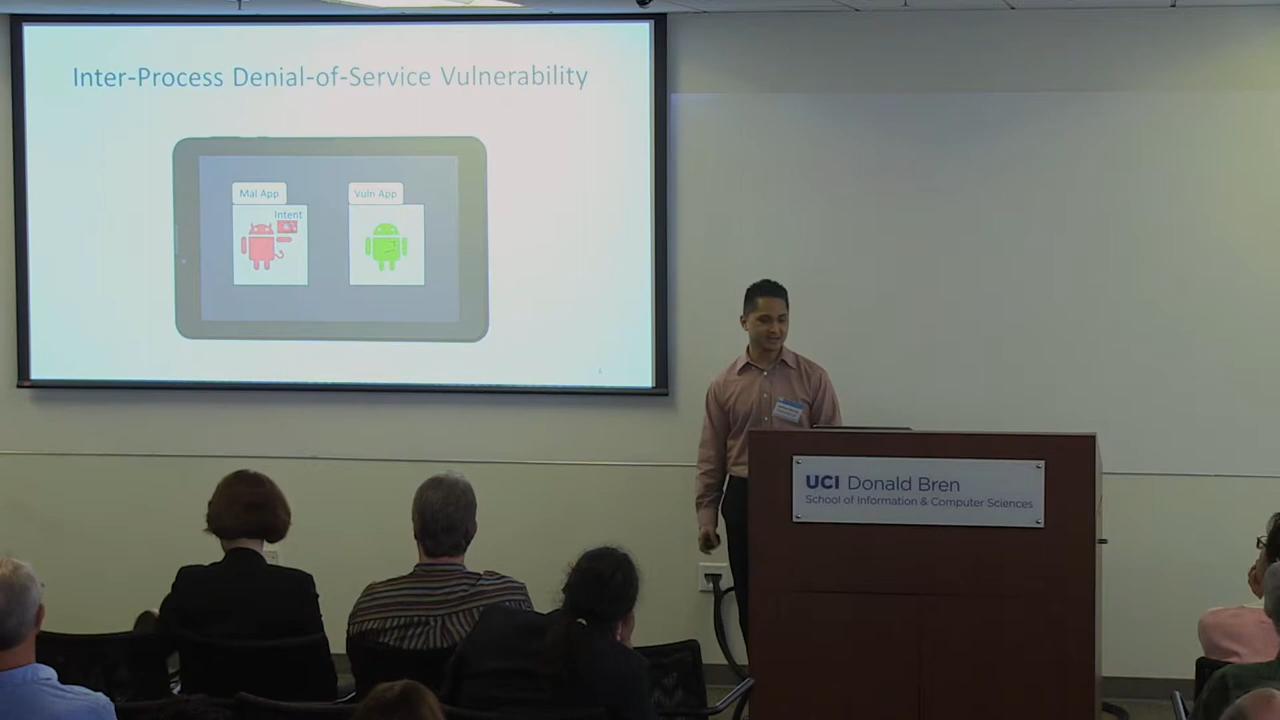 Inter-Process Denial-of-Service Vulnerability
Mal App
Vuln App
Intent
UCI Donald Bren
School of Information & Computer Sciences